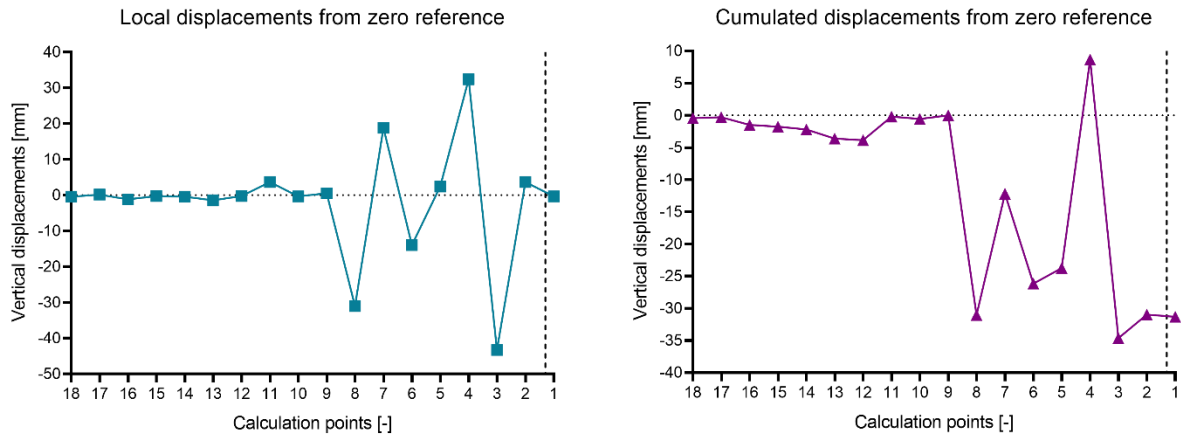 Local displacements from zero reference
Vertical displacements [mm]
40
30
20
10
0
-10
-20
-30
-40
-50
18 17 16 15 14 13 12 11 10 9 8 7 6 5 4 3 2 1
Calculation points [-]
Cumulated displacements from zero reference
Vertical displacements [mm]
10
5
0
-5
-10
-15
-20
-25
-30
-35
-40
18 17 16 15 14 13 12 11 10 9 8 7 6 5 4 3 2 1
Calculation points [-]